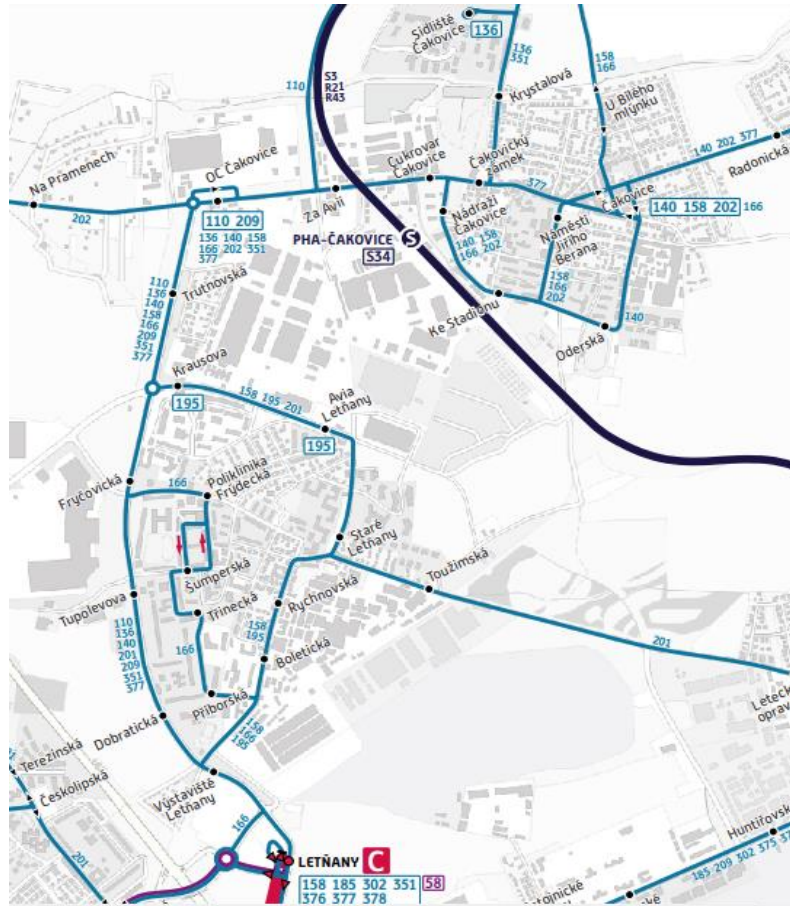 Sídliště
Čakovice
136
136
351
158
166
S3
R21
R43
110
Krystalová
U Bílého
mlýnku
140 202 377
Radonická
Na Pramenech
OC Čakovice
Cukrovar
Čakovice
Čakovický
zámek
377
Čakovice
202
110 209
Za Avií
Nádraží
Čakovice
Náměstí
Jiřího
Berana
140 158 202
166
136 140 158
166 202 351
377
PHA-ČAKOVICE
S
S34
140 158
166 202
158
166
202
Trutnovská
110
136
140
158
166
209
351
377
Ke Stadionu
140
Oderská
Krausova
195
158 195 201
Avia
Letňany
195
Fryčovická
166
Poliklinika
Frýdecká
Staré
Letňany
Šumperská
Toužimská
Tupolevova
Třinecká
Rychnovská
110
136
140
201
209
351
377
158
195
201
166
Boletická
Příborská
Letecké
oprav
Dobratická
158
166
195
Terezínská
Českolipská
Výstaviště
Letňany
166
201
Huntířovsk
185 209 302 375 37
LETŇANY
C
158 185 302 351
58
376 377 378